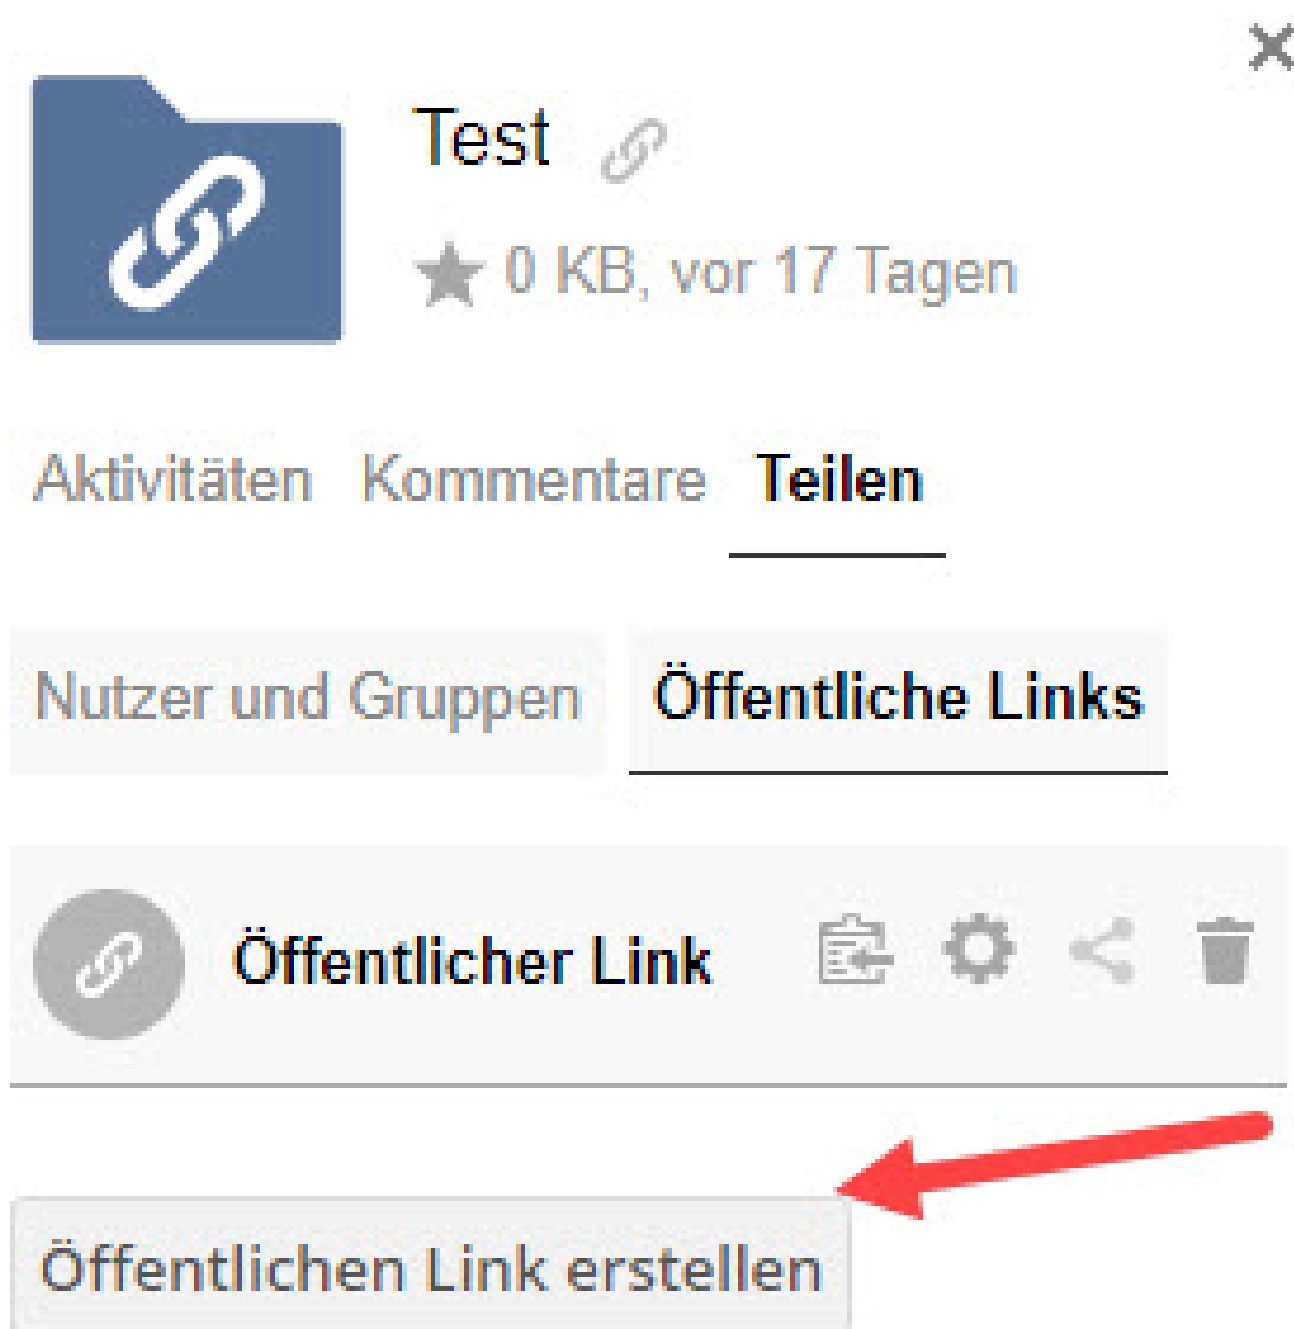 Test
0 KB, vor 17 Tagen
Aktivitäten Kommentare Teilen
Nutzer und Gruppen Öffentliche Links
Öffentlicher Link
Öffentlichen Link erstellen